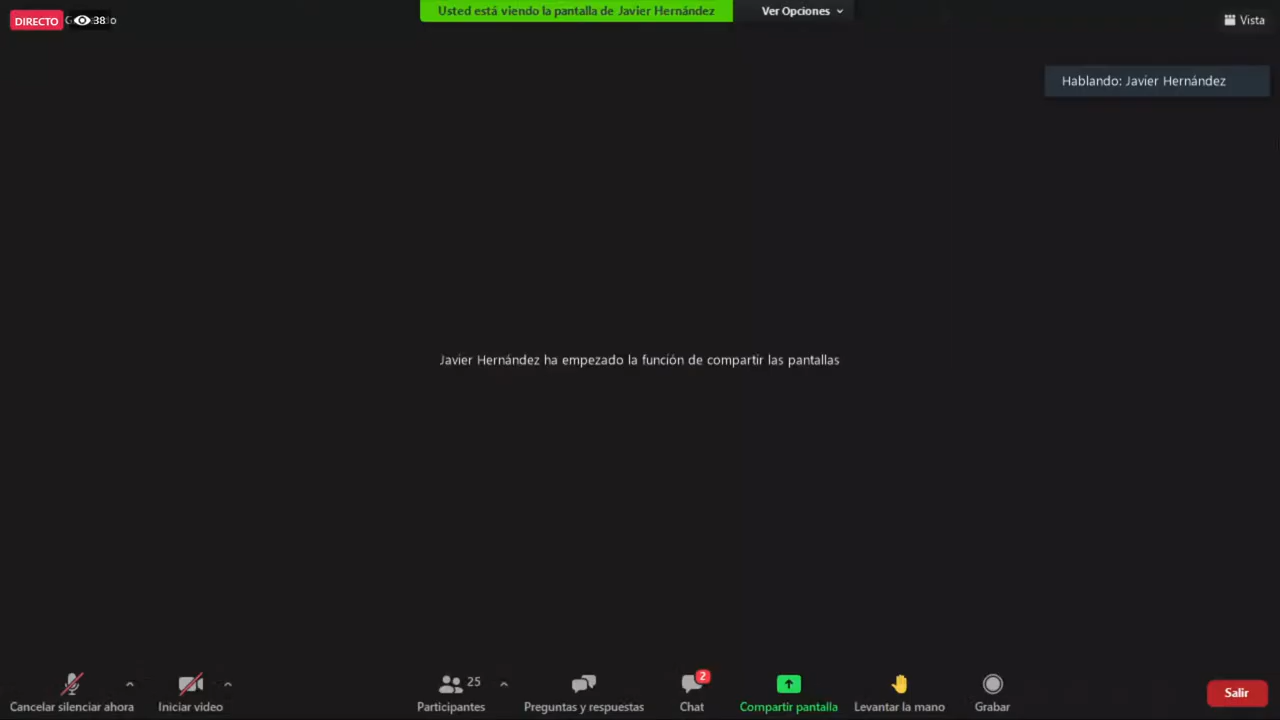 DIRECTO 38
Usted está viendo la pantalla de Javier Hernández
Ver Opciones
Vista
Hablando: Javier Hernández
Javier Hernández ha empezado la función de compartir las pantallas
25
2
Cancelar silenciar ahora
Iniciar video
Participantes
Preguntas y respuestas
Chat
Compartir pantalla
Levantar la mano
Grabar
Salir